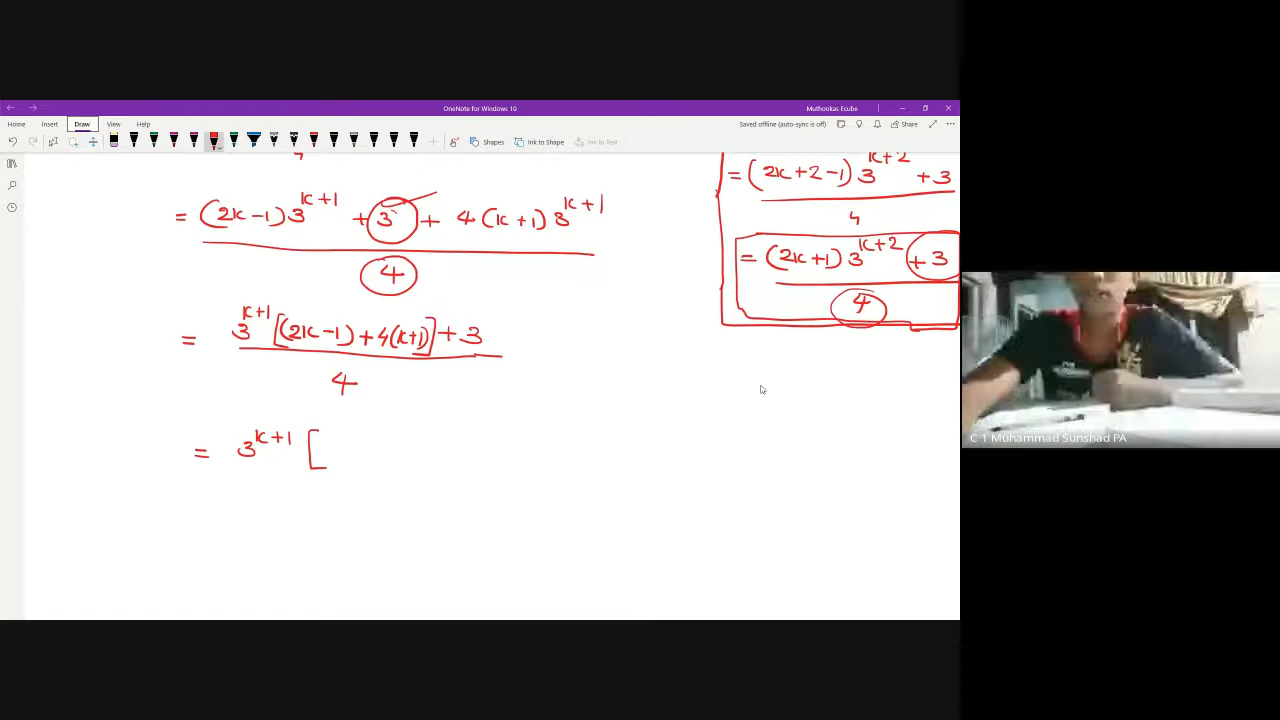 OneNote for Windows 10
Muthookas Ecube
Home Insert Draw View Help
Saved offline (auto-sync is off)
Share
Shapes
Ink to Shape
Ink to Text
4
= (2k-1)3^{k+1} + 3 + 4(k+1)3^{k+1}
4
= 3^{k+1} [(2k-1)+4(k+1)] + 3
4
= 3^{k+1} [
= (2k+2-1) 3^{k+2} + 3
4
= (2k+1) 3^{k+2} + 3
4
C 1 Muhammad Sunshad PA